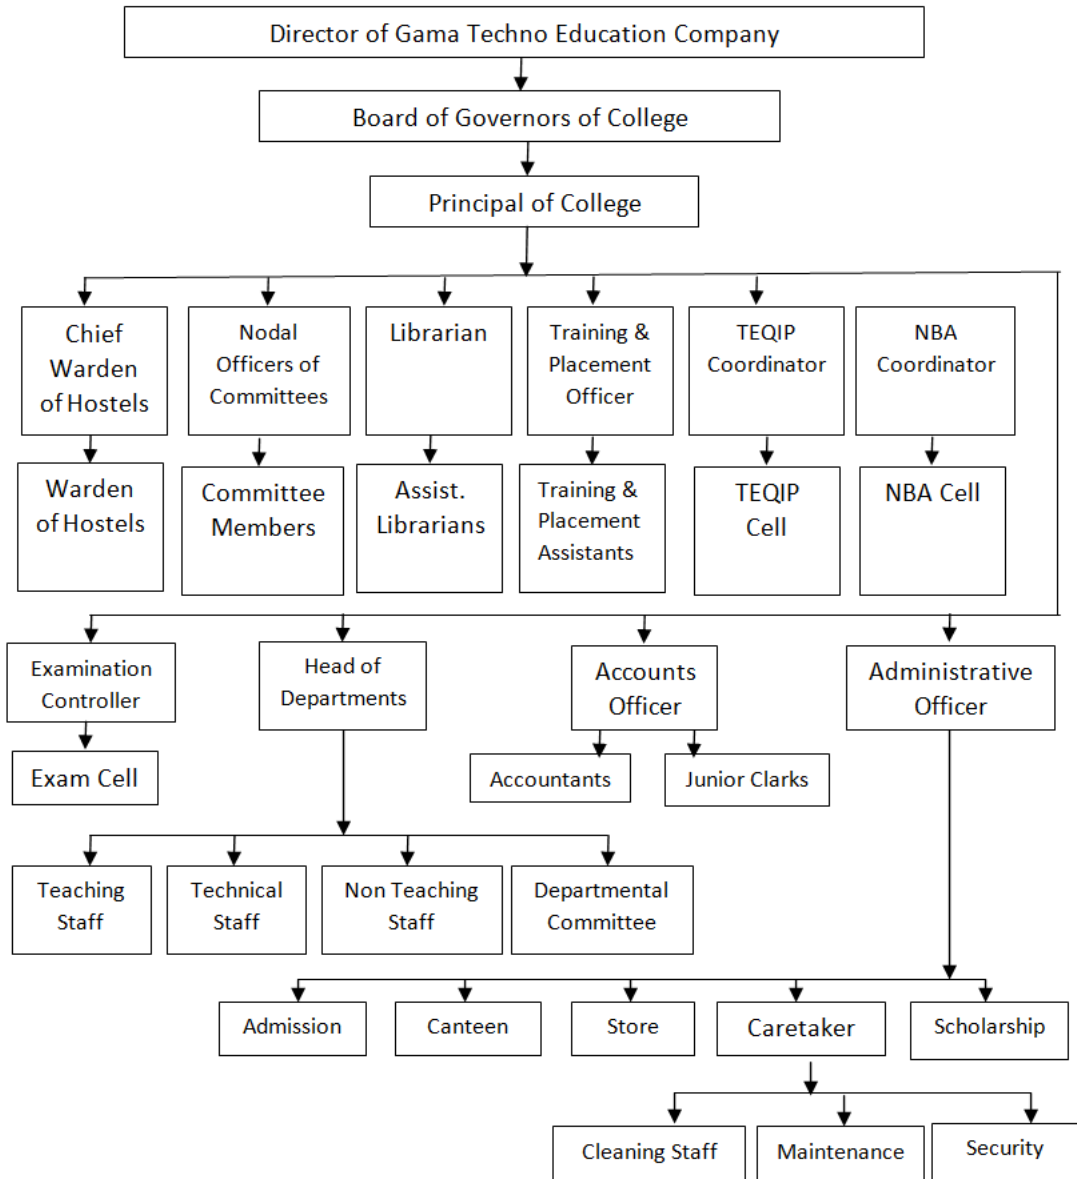 Director of Gama Techno Education Company
Board of Governors of College
Principal of College
Chief
Warden
of Hostels
Nodal
Officers of
Committees
Librarian
Training &
Placement
Officer
TEQIP
Coordinator
NBA
Coordinator
Warden
of Hostels
Committee
Members
Assist.
Librarians
Training &
Placement
Assistants
TEQIP
Cell
NBA Cell
Examination
Controller
Head of
Departments
Accounts
Officer
Administrative
Officer
Exam Cell
Accountants
Junior Clarks
Teaching
Staff
Technical
Staff
Non Teaching
Staff
Departmental
Committee
Admission
Canteen
Store
Caretaker
Scholarship
Cleaning Staff
Maintenance
Security